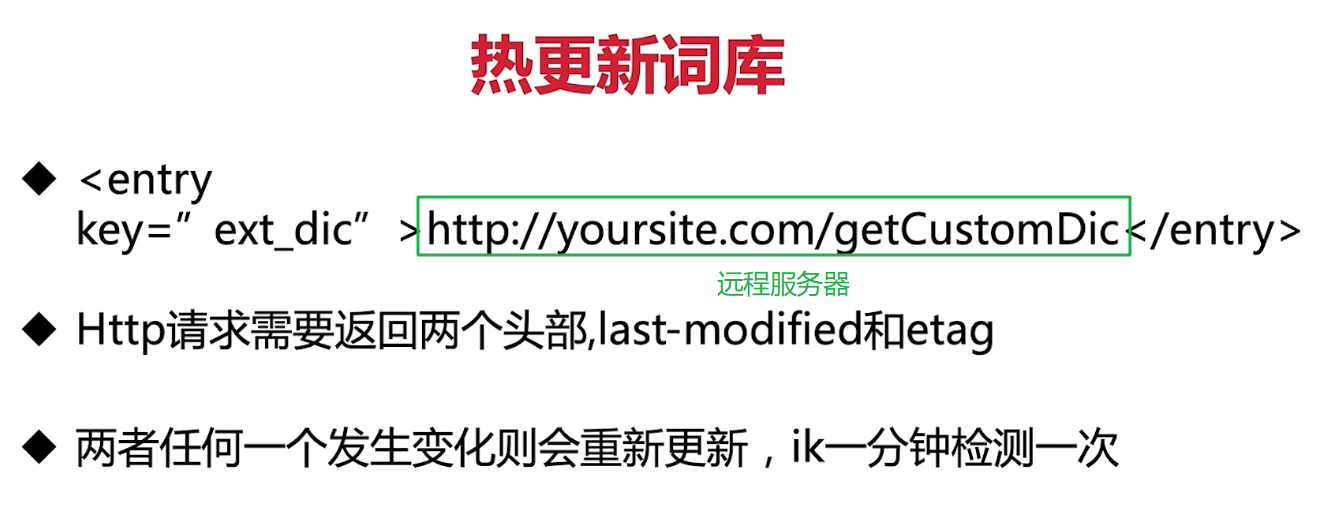 热更新词库
◆ <entry
key=”ext_dic”>http://yoursite.com/getCustomDic</entry>
远程服务器
◆ Http请求需要返回两个头部,last-modified和etag
◆ 两者任何一个发生变化则会重新更新，ik一分钟检测一次